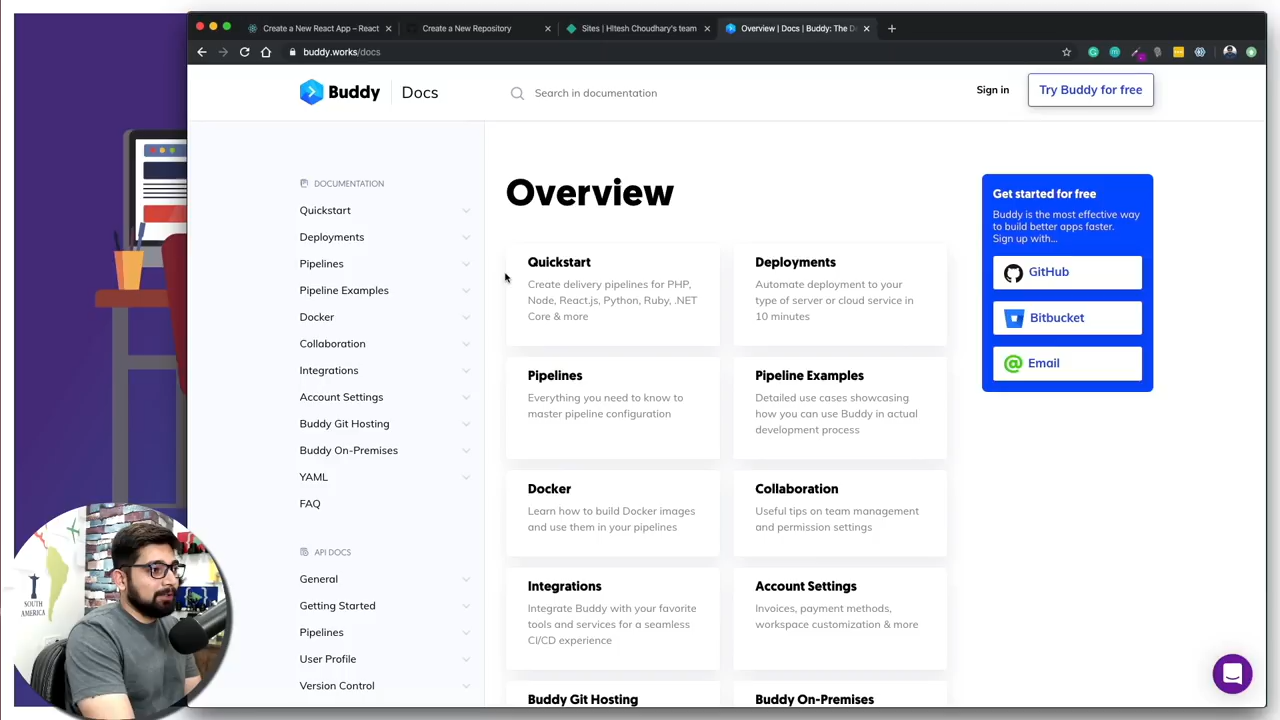 Create a New React App – React
Create a New Repository
Sites | Hitesh Choudhary's team
Overview | Docs | Buddy: The D
buddy.works/docs
Buddy
Docs
Search in documentation
Sign in
Try Buddy for free
DOCUMENTATION
Quickstart
Deployments
Pipelines
Pipeline Examples
Docker
Collaboration
Integrations
Account Settings
Buddy Git Hosting
Buddy On-Premises
YAML
FAQ
API DOCS
General
Getting Started
Pipelines
User Profile
Version Control
Overview
Quickstart
Create delivery pipelines for PHP,
Node, React.js, Python, Ruby, .NET
Core & more
Deployments
Automate deployment to your
type of server or cloud service in
10 minutes
Pipelines
Everything you need to know to
master pipeline configuration
Pipeline Examples
Detailed use cases showcasing
how you can use Buddy in actual
development process
Docker
Learn how to build Docker images
and use them in your pipelines
Collaboration
Useful tips on team management
and permission settings
Integrations
Integrate Buddy with your favorite
tools and services for a seamless
CI/CD experience
Account Settings
Invoices, payment methods,
workspace customization & more
Buddy Git Hosting
Buddy On-Premises
Get started for free
Buddy is the most effective way
to build better apps faster.
Sign up with...
GitHub
Bitbucket
Email
SOUTH
AMERICA